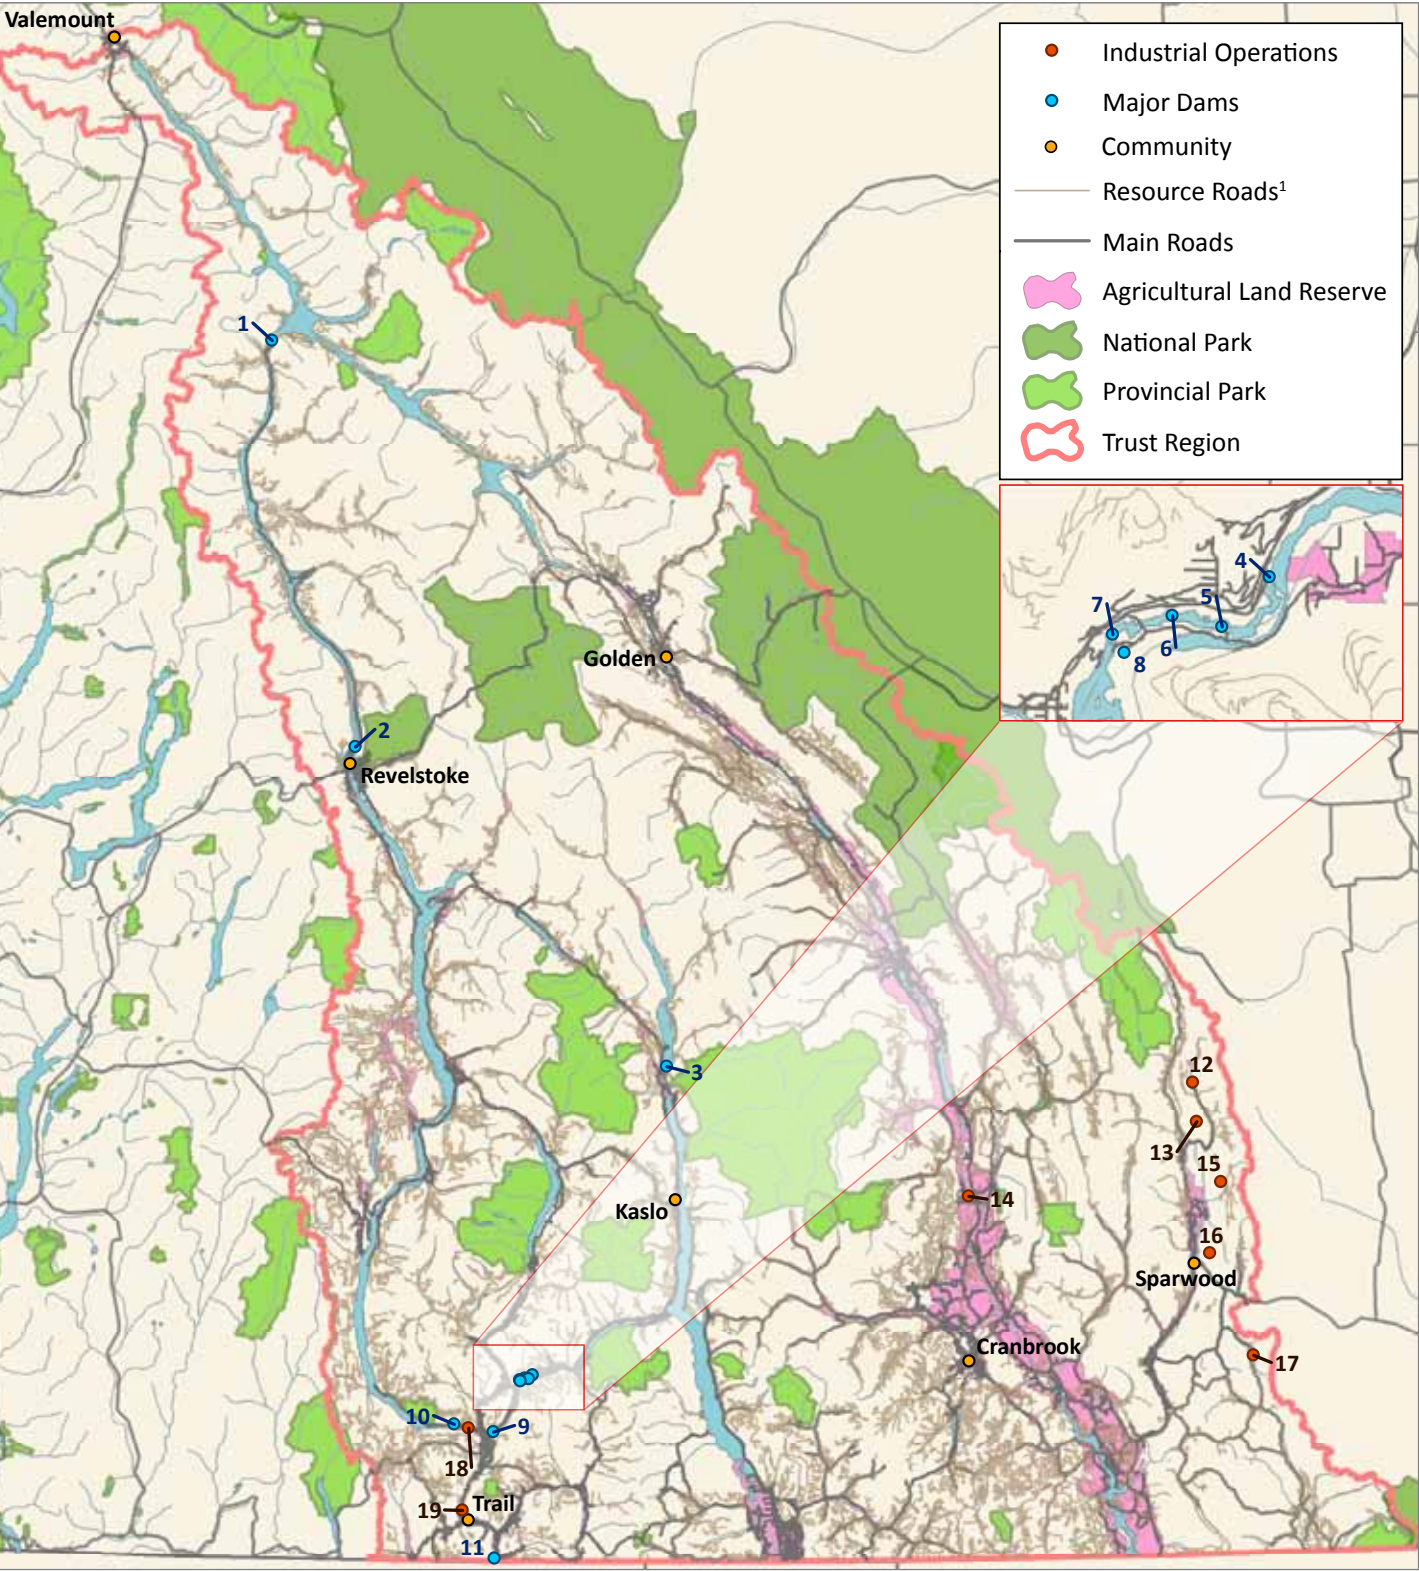 Valemount
Industrial Operations
Major Dams
Community
Resource Roads1
Main Roads
Agricultural Land Reserve
National Park
Provincial Park
Trust Region
1
4
5
7
6
8
Golden
2
Revelstoke
3
12
13
15
14
Kaslo
16
Sparwood
Cranbrook
17
10
9
18
19
Trail
11